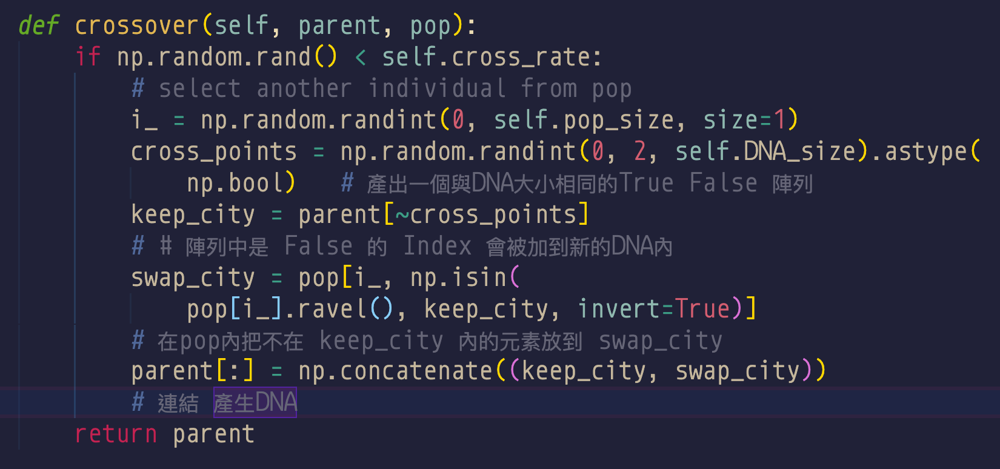 def crossover(self, parent, pop):
if np.random.rand() < self.cross_rate:
# select another individual from pop
i_ = np.random.randint(0, self.pop_size, size=1)
cross_points = np.random.randint(0, 2, self.DNA_size).astype(
np.bool)   # 產出一個與DNA大小相同的True False 陣列
keep_city = parent[~cross_points]
# # 陣列中是 False 的 Index 會被加到新的DNA內
swap_city = pop[i_, np.isin(
pop[i_].ravel(), keep_city, invert=True)]
# 在pop內把不在 keep_city 內的元素放到 swap_city
parent[:] = np.concatenate((keep_city, swap_city))
# 連結 產生DNA
return parent